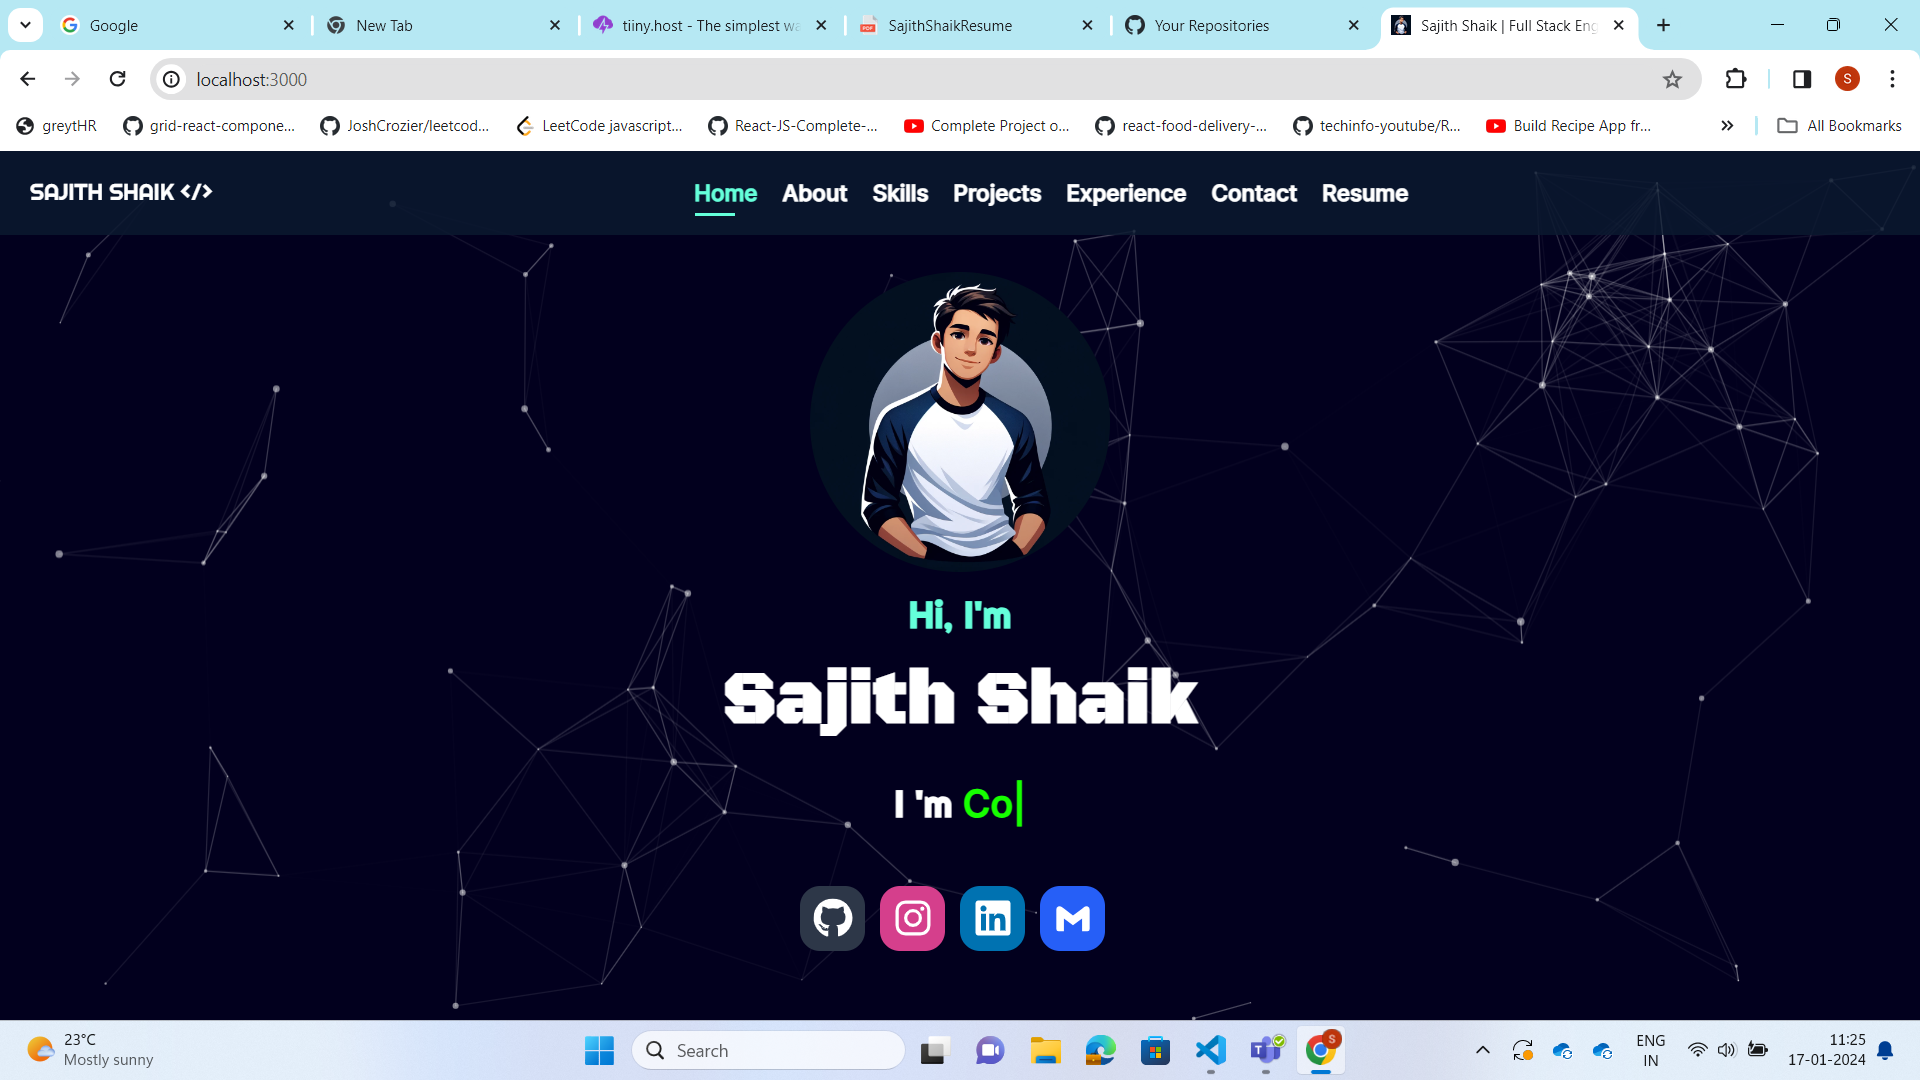 Google
New Tab
tiiny.host - The simplest wa
SajithShaikResume
Your Repositories
Sajith Shaik | Full Stack Eng
localhost:3000
S
greytHR
grid-react-compone...
JoshCrozier/leetcod...
LeetCode javascript...
React-JS-Complete-...
Complete Project o...
react-food-delivery-...
techinfo-youtube/R...
Build Recipe App fr...
All Bookmarks
SAJITH SHAIK </>
Home
About
Skills
Projects
Experience
Contact
Resume
Hi, I'm
Sajith Shaik
I 'm Co|
23°C
Mostly sunny
Search
S
ENG
IN
11:25
17-01-2024